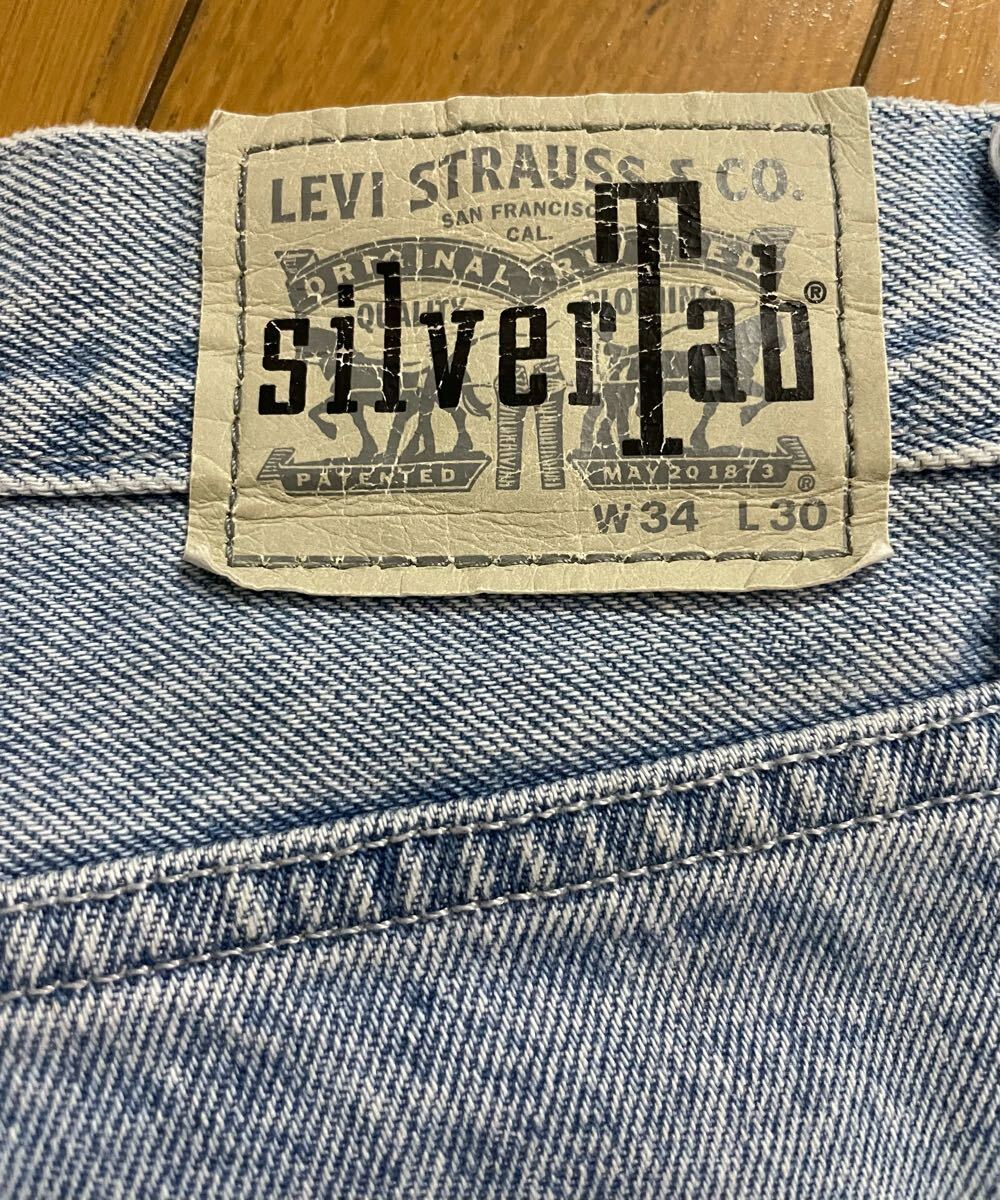 LEVI STRAUSS & CO.
SAN FRANCISCO
CAL.
ORIGINAL RIVETED
QUALITY CLOTHING
silverTab®
PATENTED MAY 20 1873 ®
W34 L30